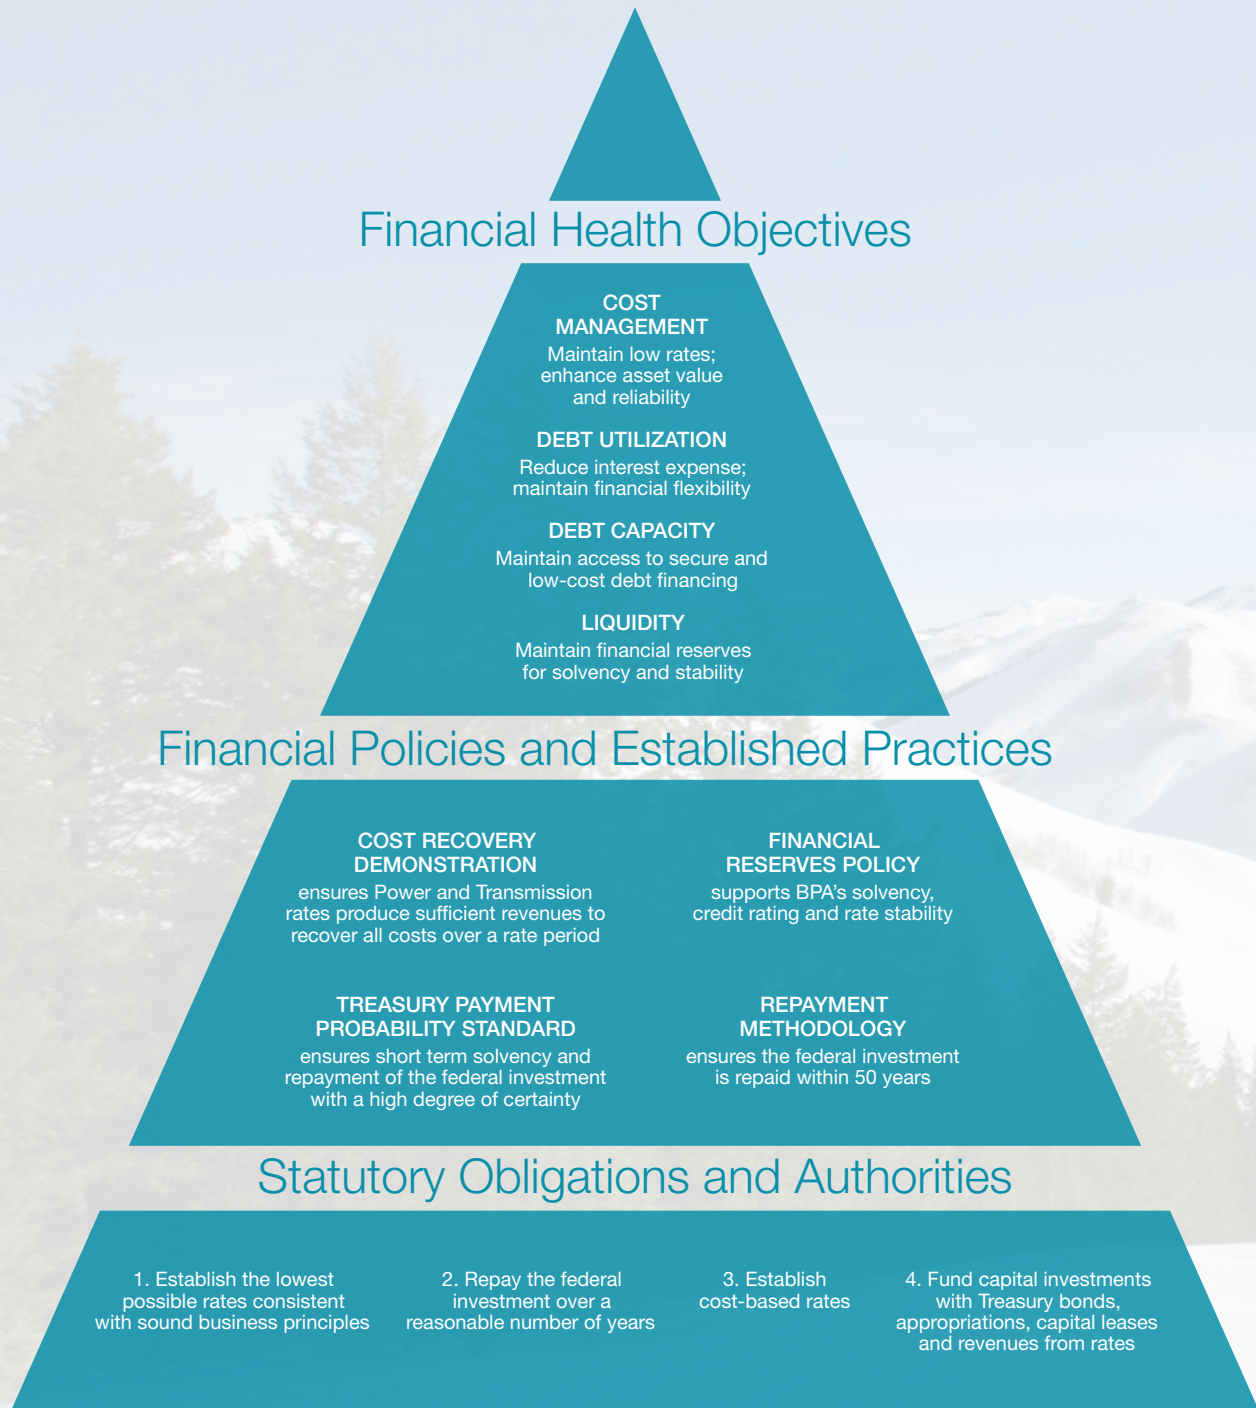 Financial Health Objectives
COST
MANAGEMENT
Maintain low rates;
enhance asset value
and reliability
DEBT UTILIZATION
Reduce interest expense;
maintain financial flexibility
DEBT CAPACITY
Maintain access to secure and
low-cost debt financing
LIQUIDITY
Maintain financial reserves
for solvency and stability
Financial Policies and Established Practices
COST RECOVERY
DEMONSTRATION
ensures Power and Transmission
rates produce sufficient revenues to
recover all costs over a rate period
FINANCIAL
RESERVES POLICY
supports BPA’s solvency,
credit rating and rate stability
TREASURY PAYMENT
PROBABILITY STANDARD
ensures short term solvency and
repayment of the federal investment
with a high degree of certainty
REPAYMENT
METHODOLOGY
ensures the federal investment
is repaid within 50 years
Statutory Obligations and Authorities
1. Establish the lowest
possible rates consistent
with sound business principles
2. Repay the federal
investment over a
reasonable number of years
3. Establish
cost-based rates
4. Fund capital investments
with Treasury bonds,
appropriations, capital leases
and revenues from rates